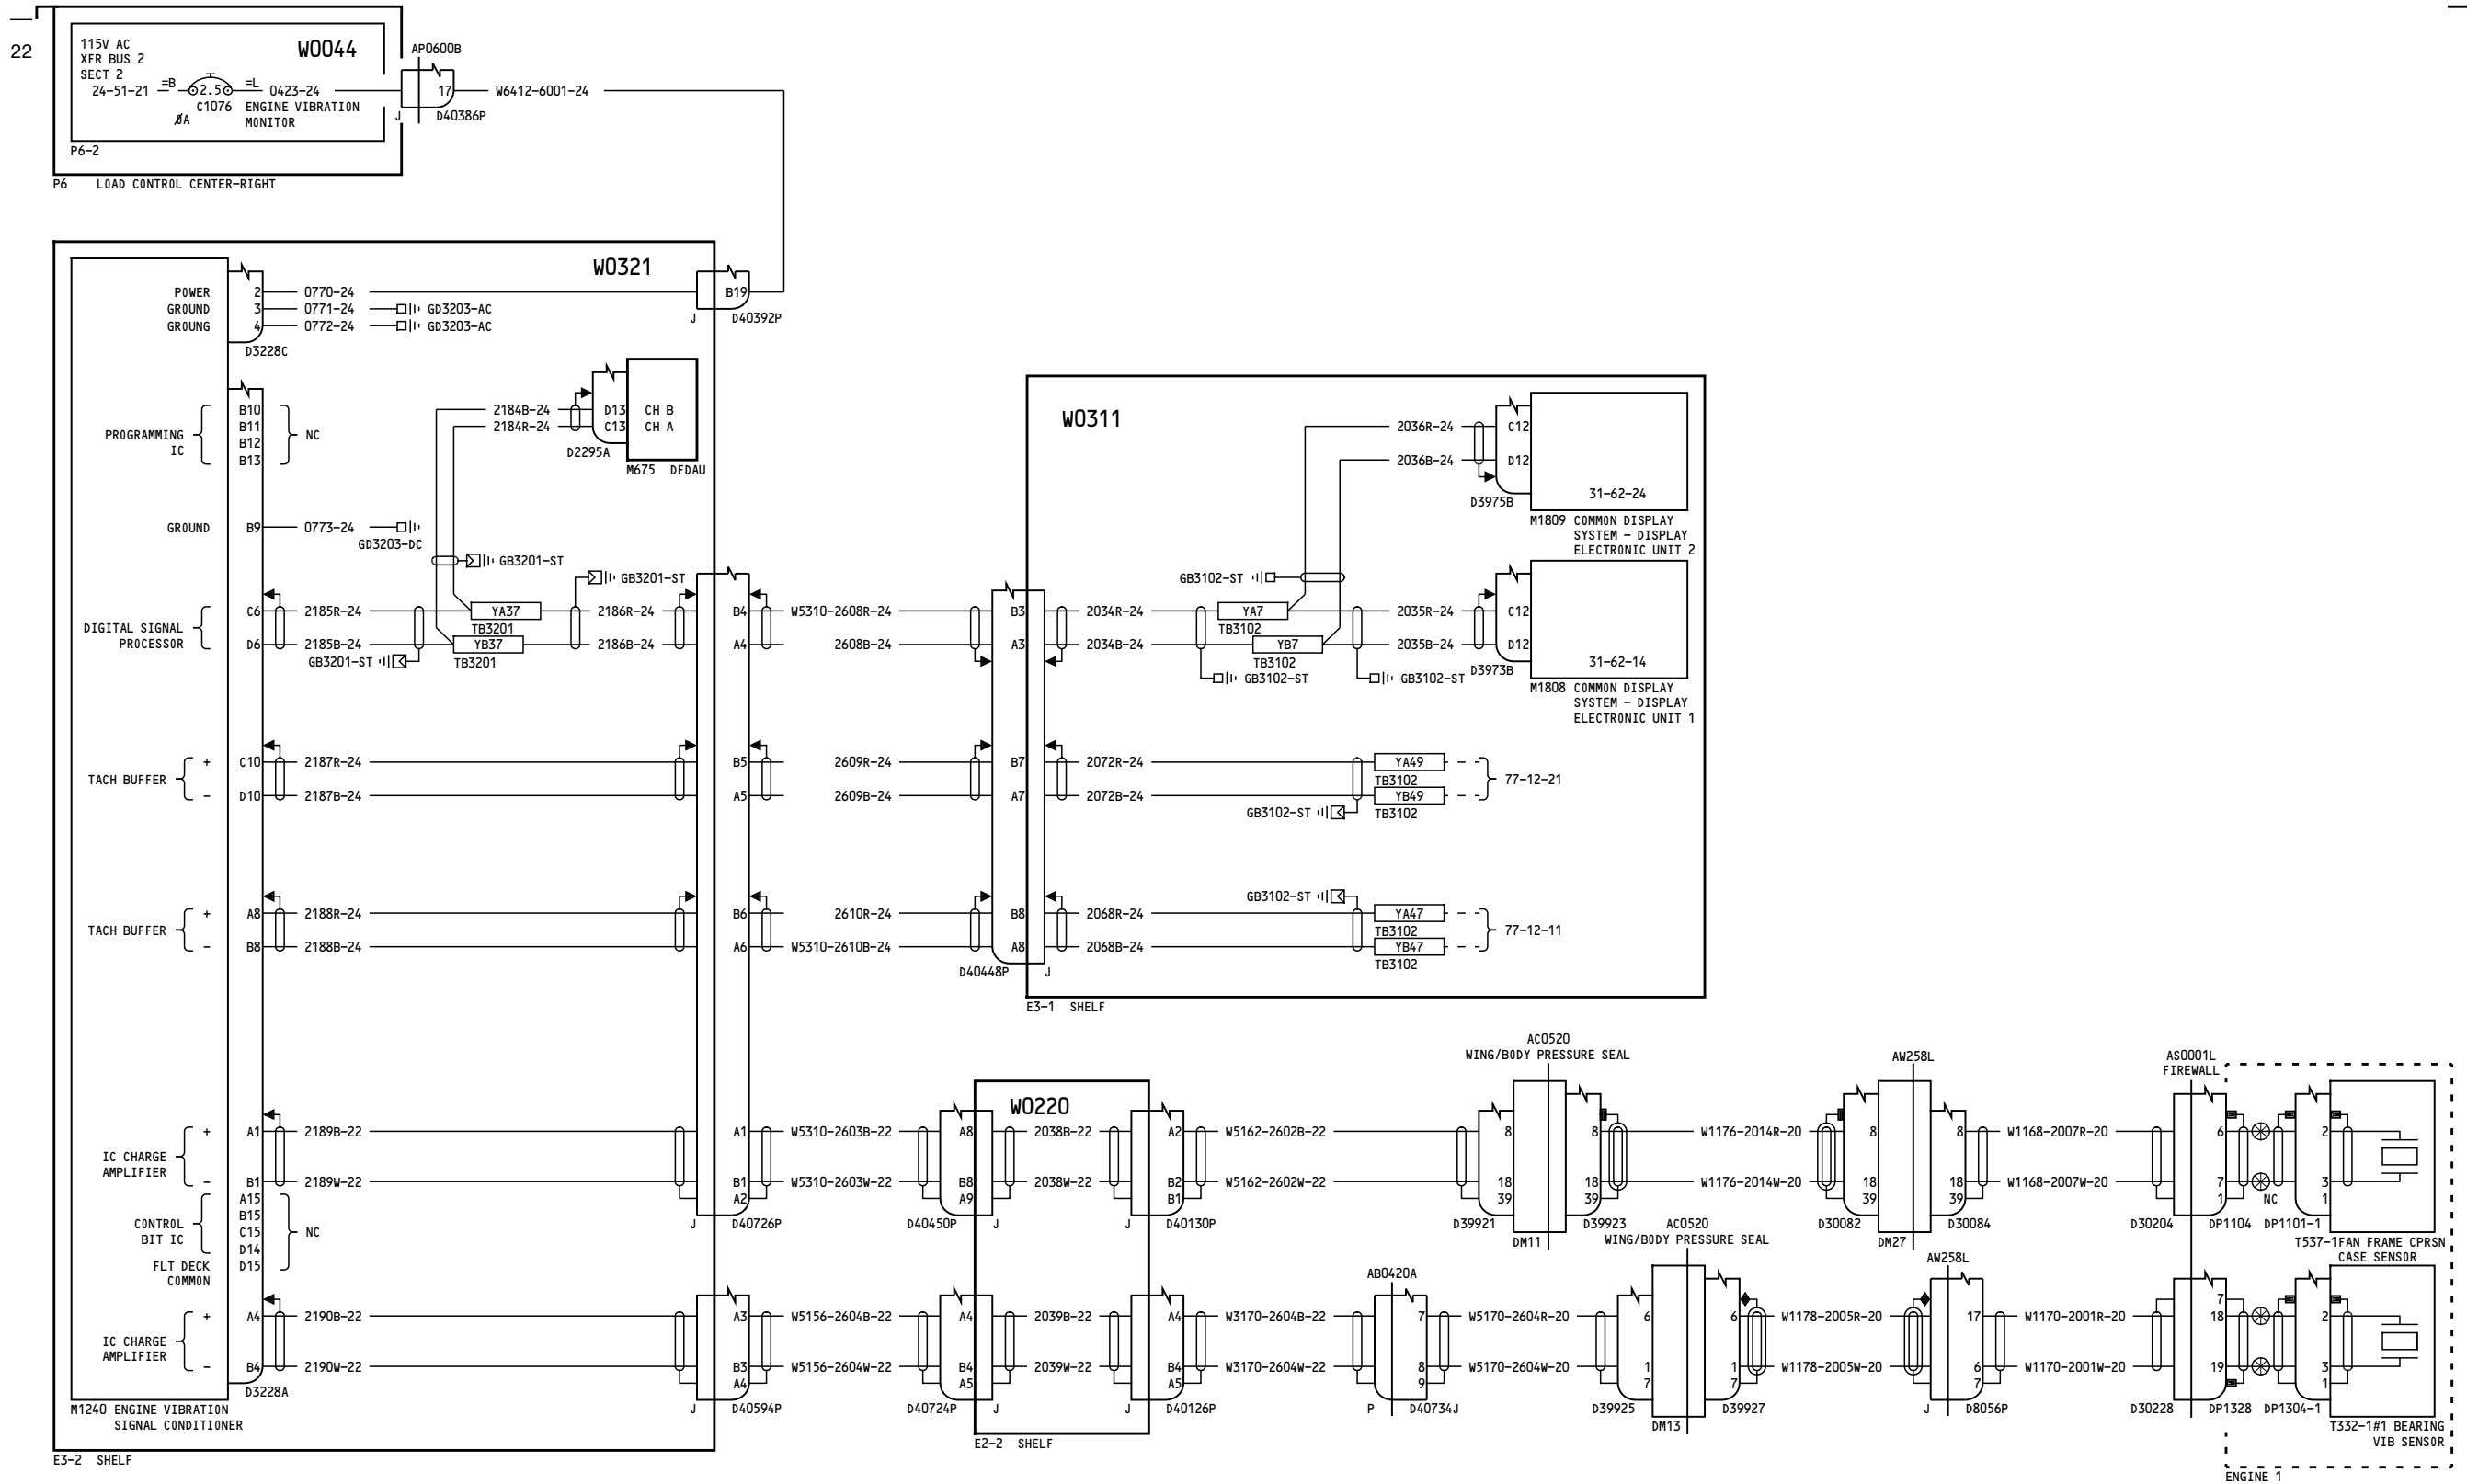 22
115V AC
XFR BUS 2
SECT 2
24-51-21
=B
2.5
=L
0423-24
C1076
ENGINE VIBRATION
MONITOR
ØA
W0044
P6-2
P6 LOAD CONTROL CENTER-RIGHT
AP0600B
17
W6412-6001-24
J
D40386P
W0321
POWER 2 0770-24
GROUND 3 0771-24 GD3203-AC
GROUNG 4 0772-24 GD3203-AC
D3228C
B19
J D40392P
PROGRAMMING
IC
B10
B11
B12
B13
NC
2184B-24 D13 CH B
2184R-24 C13 CH A
D2295A
M675 DFDAU
GROUND B9 0773-24
GD3203-DC
GB3201-ST
GB3201-ST
DIGITAL SIGNAL
PROCESSOR
C6 2185R-24 YA37 2186R-24 B4 W5310-2608R-24 B3 2034R-24 YA7 2035R-24 C12
TB3201
TB3102
D6 2185B-24 YB37 2186B-24 A4 2608B-24 A3 2034B-24 YB7 2035B-24 D12
GB3201-ST
TB3201
TB3102
GB3102-ST
GB3102-ST
GB3102-ST
W0311
2036R-24 C12
2036B-24 D12
D3975B
31-62-24
M1809 COMMON DISPLAY
SYSTEM - DISPLAY
ELECTRONIC UNIT 2
D3973B
31-62-14
M1808 COMMON DISPLAY
SYSTEM - DISPLAY
ELECTRONIC UNIT 1
TACH BUFFER
+ C10 2187R-24 B5 2609R-24 B7 2072R-24 YA49
TB3102
77-12-21
- D10 2187B-24 A5 2609B-24 A7 2072B-24 YB49
GB3102-ST
TB3102
GB3102-ST
TACH BUFFER
+ A8 2188R-24 B6 2610R-24 B8 2068R-24 YA47
TB3102
77-12-11
- B8 2188B-24 A6 W5310-2610B-24 A8 2068B-24 YB47
TB3102
D40448P J
E3-1 SHELF
AC0520
WING/BODY PRESSURE SEAL
AW258L
AS0001L
FIREWALL
W0220
IC CHARGE
AMPLIFIER
+ A1 2189B-22 A1 W5310-2603B-22 A8 2038B-22 A2 W5162-2602B-22 8 8 W1176-2014R-20 8 8 W1168-2007R-20 6 2
- B1 2189W-22 B1 W5310-2603W-22 B8 2038W-22 B2 W5162-2602W-22 18 18 W1176-2014W-20 18 18 W1168-2007W-20 7 3
A2 A9 B1 39 39 39 39 1 NC 1
CONTROL
BIT IC
A15
B15
C15
D14
D15
NC
FLT DECK
COMMON
J D40726P D40450P J J D40130P D39921 D39923 D30082 D30084 D30204 DP1104 DP1101-1
DM11
DM27
T537-1FAN FRAME CPRSN
CASE SENSOR
AC0520
WING/BODY PRESSURE SEAL
AB0420A
AW258L
IC CHARGE
AMPLIFIER
7
+ A4 2190B-22 A3 W5156-2604B-22 A4 2039B-22 A4 W3170-2604B-22 7 W5170-2604R-20 6 6 W1178-2005R-20 17 W1170-2001R-20 18 2
- B4 2190W-22 B3 W5156-2604W-22 B4 2039W-22 B4 W3170-2604W-22 8 W5170-2604W-20 1 1 W1178-2005W-20 6 W1170-2001W-20 19 3
A4 A5 A5 9 7 7 7 1
D3228A
J D40594P D40724P J J D40126P P D40734J D39925 D39927 J D8056P D30228 DP1328 DP1304-1
DM13
M1240 ENGINE VIBRATION
SIGNAL CONDITIONER
T332-1#1 BEARING
VIB SENSOR
E2-2 SHELF
E3-2 SHELF
ENGINE 1